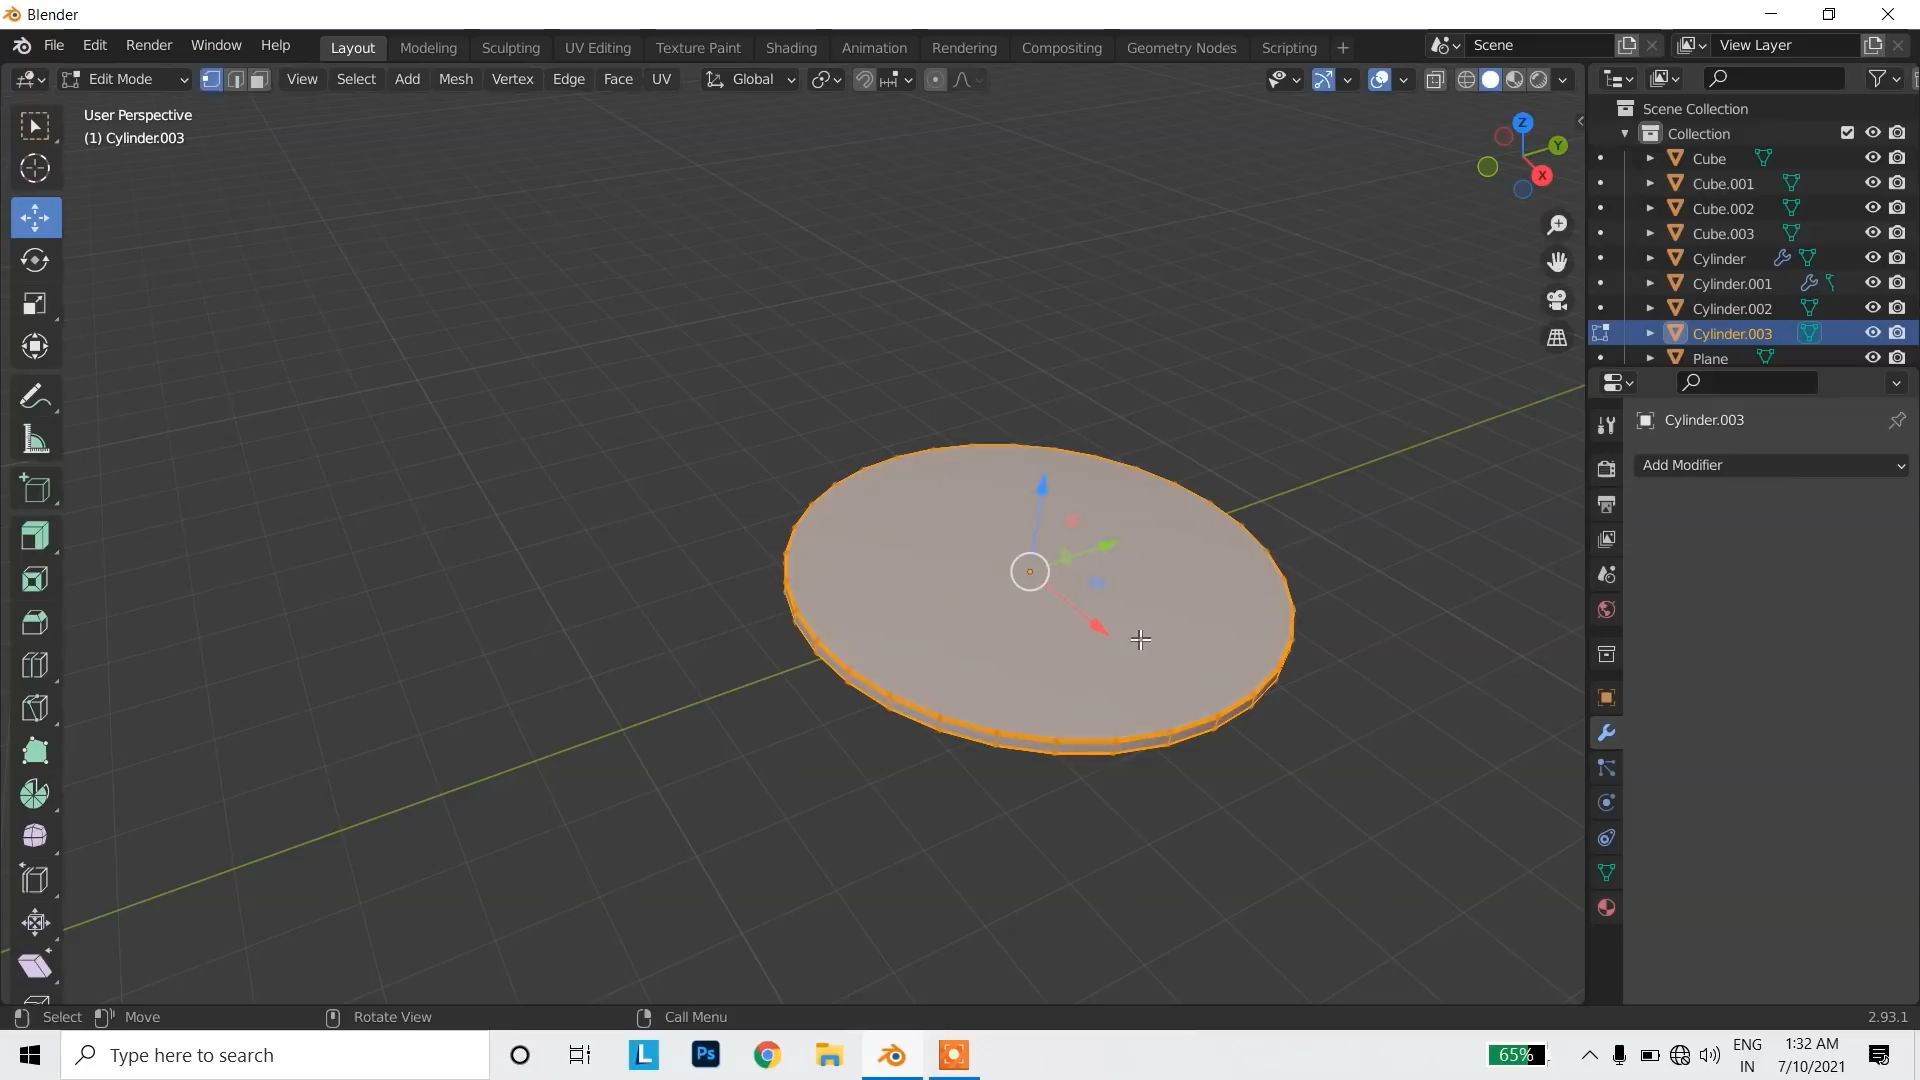 Blender
File Edit Render Window Help Layout Modeling Sculpting UV Editing Texture Paint Shading Animation Rendering Compositing Geometry Nodes Scripting + Scene View Layer
Edit Mode View Select Add Mesh Vertex Edge Face UV Global
User Perspective
(1) Cylinder.003
Z
Y
X
Scene Collection
Collection
Cube
Cube.001
Cube.002
Cube.003
Cylinder
Cylinder.001
Cylinder.002
Cylinder.003
Plane
Cylinder.003
Add Modifier
Select Move Rotate View Call Menu 2.93.1
Type here to search
L
Ps
65%
ENG
IN
1:32 AM
7/10/2021